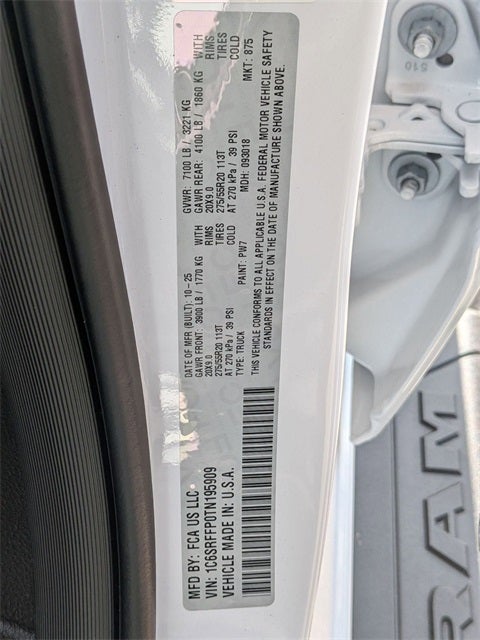 MFD BY: FCA US LLC
VIN: 1C6SRFFP0TN195909
VEHICLE MADE IN: U.S.A.
DATE OF MFR (BUILT): 10-25 GVWR: 7100 LB / 3221 KG
GAWR FRONT: 3900 LB / 1770 KG WITH GAWR REAR: 4100 LB / 1860 KG WITH
20X9.0 RIMS 20X9.0 RIMS
275/55R20 113T TIRES 275/55R20 113T TIRES
AT 270 kPa / 39 PSI COLD AT 270 kPa / 39 PSI COLD
TYPE: TRUCK PAINT: PW7 MDH: 093018 MKT: 875
THIS VEHICLE CONFORMS TO ALL APPLICABLE U.S.A. FEDERAL MOTOR VEHICLE SAFETY
STANDARDS IN EFFECT ON THE DATE OF MANUFACTURE SHOWN ABOVE.
S10
RAM